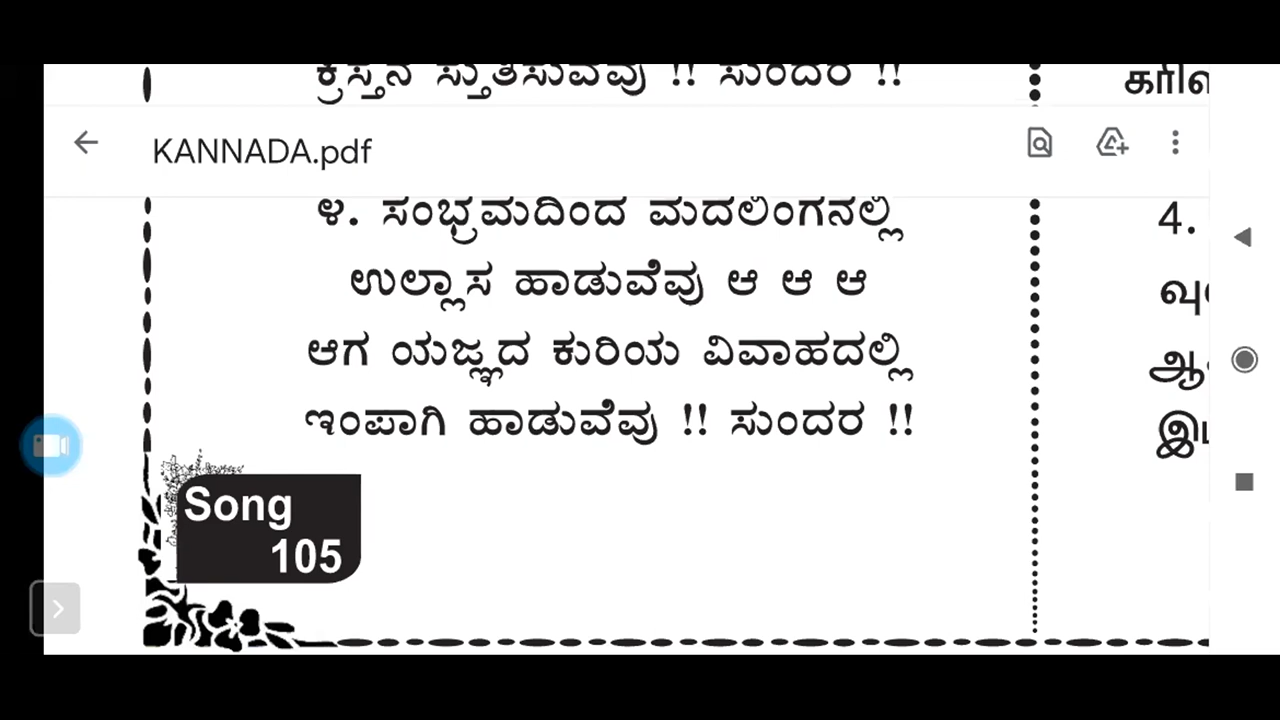 ಕ್ರಿಸ್ತನ ಸ್ತುತಿಸುವೆವು !! ಸುಂದರ !!
KANNADA.pdf
೪. ಸಂಭ್ರಮದಿಂದ ಮದಲಿಂಗನಲ್ಲಿ
ಉಲ್ಲಾಸ ಹಾಡುವೆವು ಆ ಆ ಆ
ಆಗ ಯಜ್ಞದ ಕುರಿಯ ವಿವಾಹದಲ್ಲಿ
ಇಂಪಾಗಿ ಹಾಡುವೆವು !! ಸುಂದರ !!
4.
Song
105